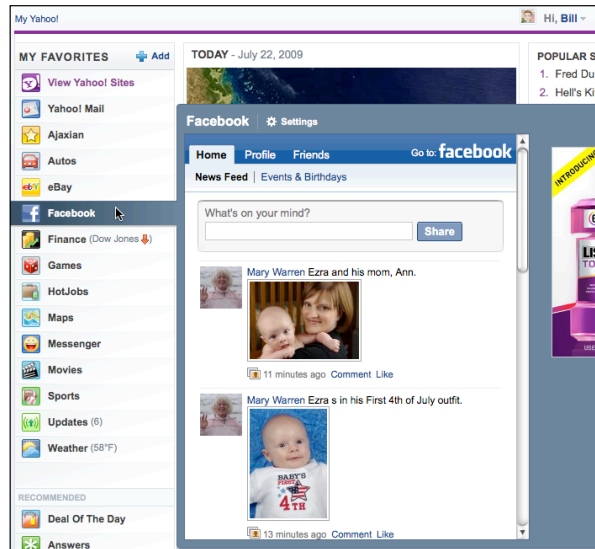 My Yahoo!
Hi, Bill
MY FAVORITES
Add
View Yahoo! Sites
Yahoo! Mail
Ajaxian
Autos
eBay
Facebook
Finance (Dow Jones )
Games
HotJobs
Maps
Messenger
Movies
Sports
Updates (6)
Weather (58°F)
RECOMMENDED
Deal Of The Day
Answers
TODAY - July 22, 2009
POPULAR S
1. Fred Du
2. Hell's Ki
Facebook
Settings
Home Profile Friends Go to: facebook
News Feed | Events & Birthdays
What's on your mind?
Share
Mary Warren Ezra and his mom, Ann.
11 minutes ago Comment Like
Mary Warren Ezra s in his First 4th of July outfit.
BABY'S
FIRST
4TH
13 minutes ago Comment Like
INTRODUCING
LIS
TO
USE